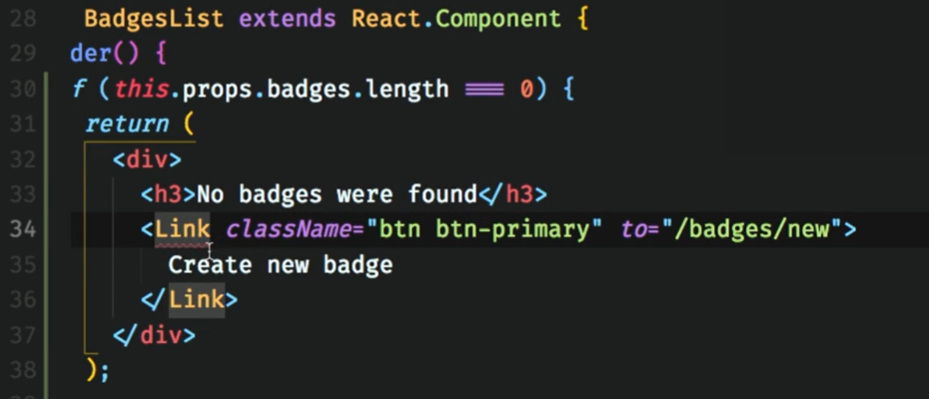 28 BadgesList extends React.Component {
29 der() {
30 f (this.props.badges.length === 0) {
31 return (
32 <div>
33 <h3>No badges were found</h3>
34 <Link className="btn btn-primary" to="/badges/new">
35 Create new badge
36 </Link>
37 </div>
38 );